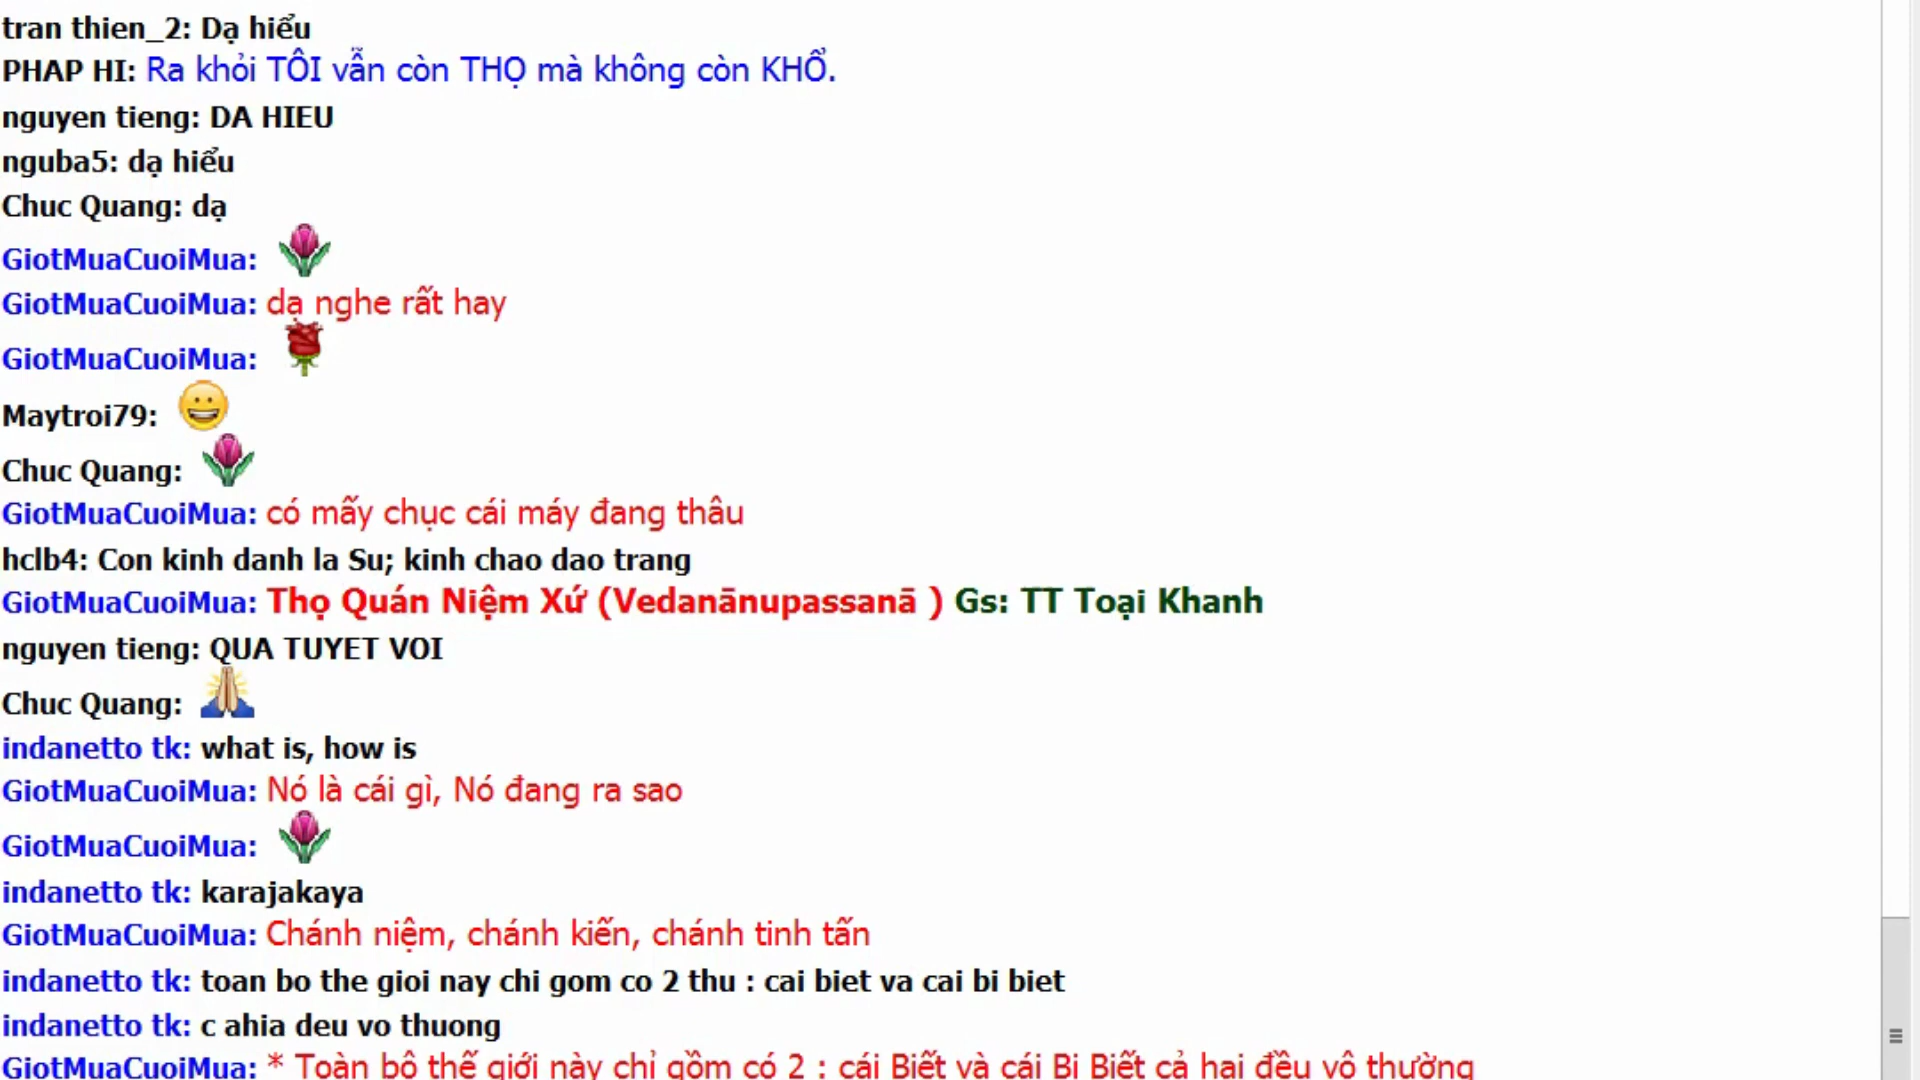 tran thien_2: Dạ hiểu
PHAP HI: Ra khỏi TÔI vẫn còn THỌ mà không còn KHỔ.
nguyen tieng: DA HIEU
nguba5: dạ hiểu
Chuc Quang: dạ
GiotMuaCuoiMua:
GiotMuaCuoiMua: dạ nghe rất hay
GiotMuaCuoiMua:
Maytroi79:
Chuc Quang:
GiotMuaCuoiMua: có mấy chục cái máy đang thâu
hclb4: Con kinh danh la Su; kinh chao dao trang
GiotMuaCuoiMua: Thọ Quán Niệm Xứ (Vedanānupassanā ) Gs: TT Toại Khanh
nguyen tieng: QUA TUYET VOI
Chuc Quang:
indanetto tk: what is, how is
GiotMuaCuoiMua: Nó là cái gì, Nó đang ra sao
GiotMuaCuoiMua:
indanetto tk: karajakaya
GiotMuaCuoiMua: Chánh niệm, chánh kiến, chánh tinh tấn
indanetto tk: toan bo the gioi nay chi gom co 2 thu : cai biet va cai bi biet
indanetto tk: c ahia deu vo thuong
GiotMuaCuoiMua: * Toàn bô thế giới này chỉ gồm có 2 : cái Biết và cái Bi Biết cả hai đều vô thường